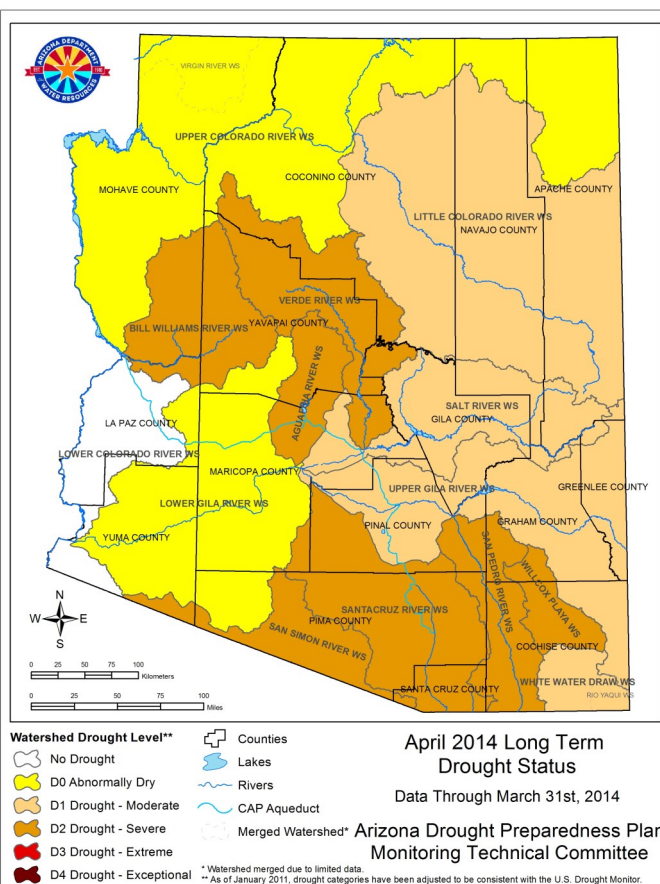 ARIZONA DEPARTMENT
OF
WATER RESOURCES
VIRGIN RIVER WS
UPPER COLORADO RIVER WS
COCONINO COUNTY
MOHAVE COUNTY
APACHE COUNTY
LITTLE COLORADO RIVER WS
NAVAJO COUNTY
VERDE RIVER WS
YAVAPAI COUNTY
BILL WILLIAMS RIVER WS
AGUA FRIA RIVER WS
SALT RIVER WS
GILA COUNTY
LA PAZ COUNTY
LOWER COLORADO RIVER WS
MARICOPA COUNTY
UPPER GILA RIVER WS
GREENLEE COUNTY
LOWER GILA RIVER WS
PINAL COUNTY
GRAHAM COUNTY
YUMA COUNTY
SAN PEDRO RIVER WS
WILLCOX PLAYA WS
SANTACRUZ RIVER WS
PIMA COUNTY
SAN SIMON RIVER WS
COCHISE COUNTY
SANTA CRUZ COUNTY
WHITE WATER DRAW WS
RIO YAQUI WS
N
W E
S
0 25 50 75 100
Kilometers
0 25 50 75 100
Miles
Watershed Drought Level**
No Drought
D0 Abnormally Dry
D1 Drought - Moderate
D2 Drought - Severe
D3 Drought - Extreme
D4 Drought - Exceptional
Counties
Lakes
Rivers
CAP Aqueduct
Merged Watershed*
April 2014 Long Term
Drought Status
Data Through March 31st, 2014
Arizona Drought Preparedness Plan
Monitoring Technical Committee
* Watershed merged due to limited data.
** As of January 2011, drought categories have been adjusted to be consistent with the U.S. Drought Monitor.